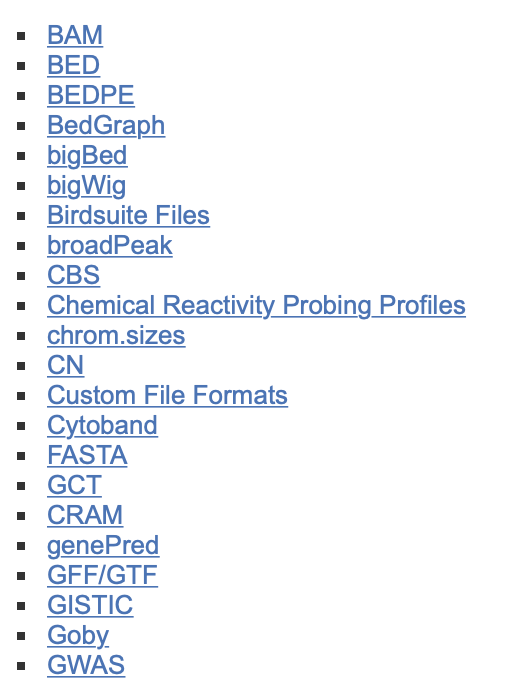 BAM
BED
BEDPE
BedGraph
bigBed
bigWig
Birdsuite Files
broadPeak
CBS
Chemical Reactivity Probing Profiles
chrom.sizes
CN
Custom File Formats
Cytoband
FASTA
GCT
CRAM
genePred
GFF/GTF
GISTIC
Goby
GWAS